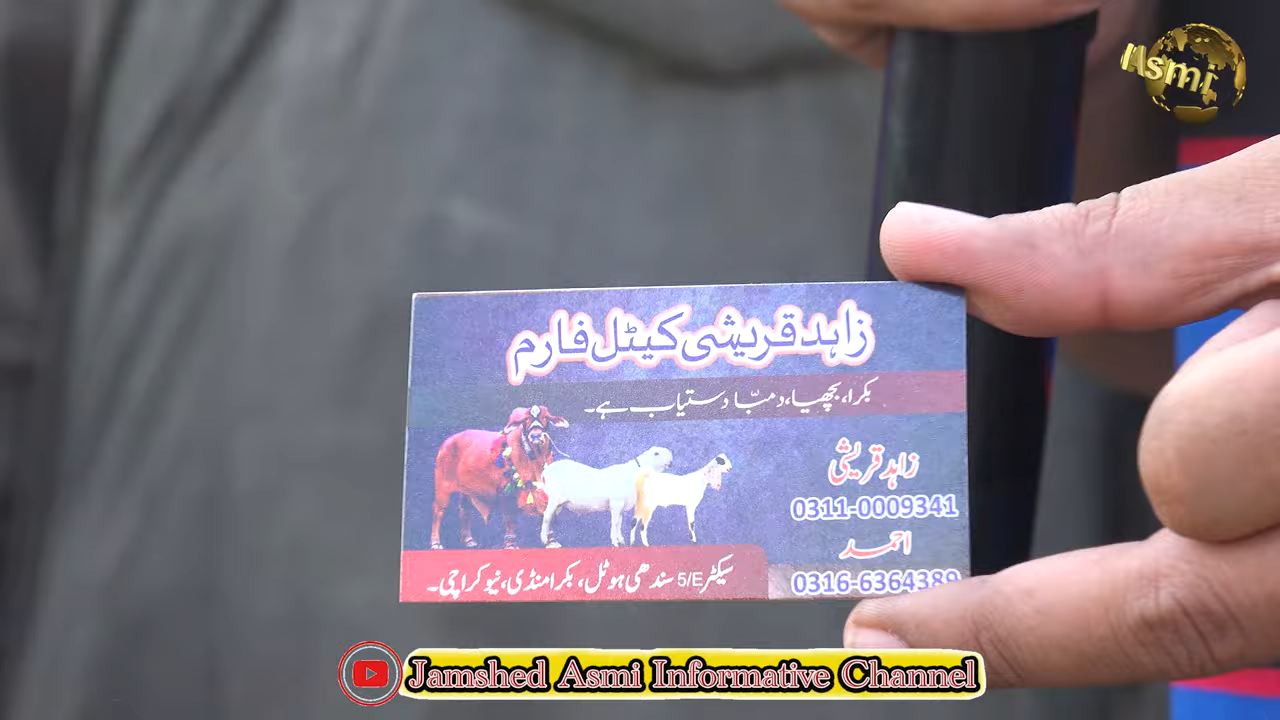 Asmi
زاہد قریشی کیٹل فارم
بکرا، بچھیا، دمبّا دستیاب ہے۔
زاہد قریشی
0311-0009341
احمد
0316-6364389
سیکٹر 5/E سندھی ہوٹل، بکرا منڈی، نیو کراچی۔
Jamshed Asmi Informative Channel